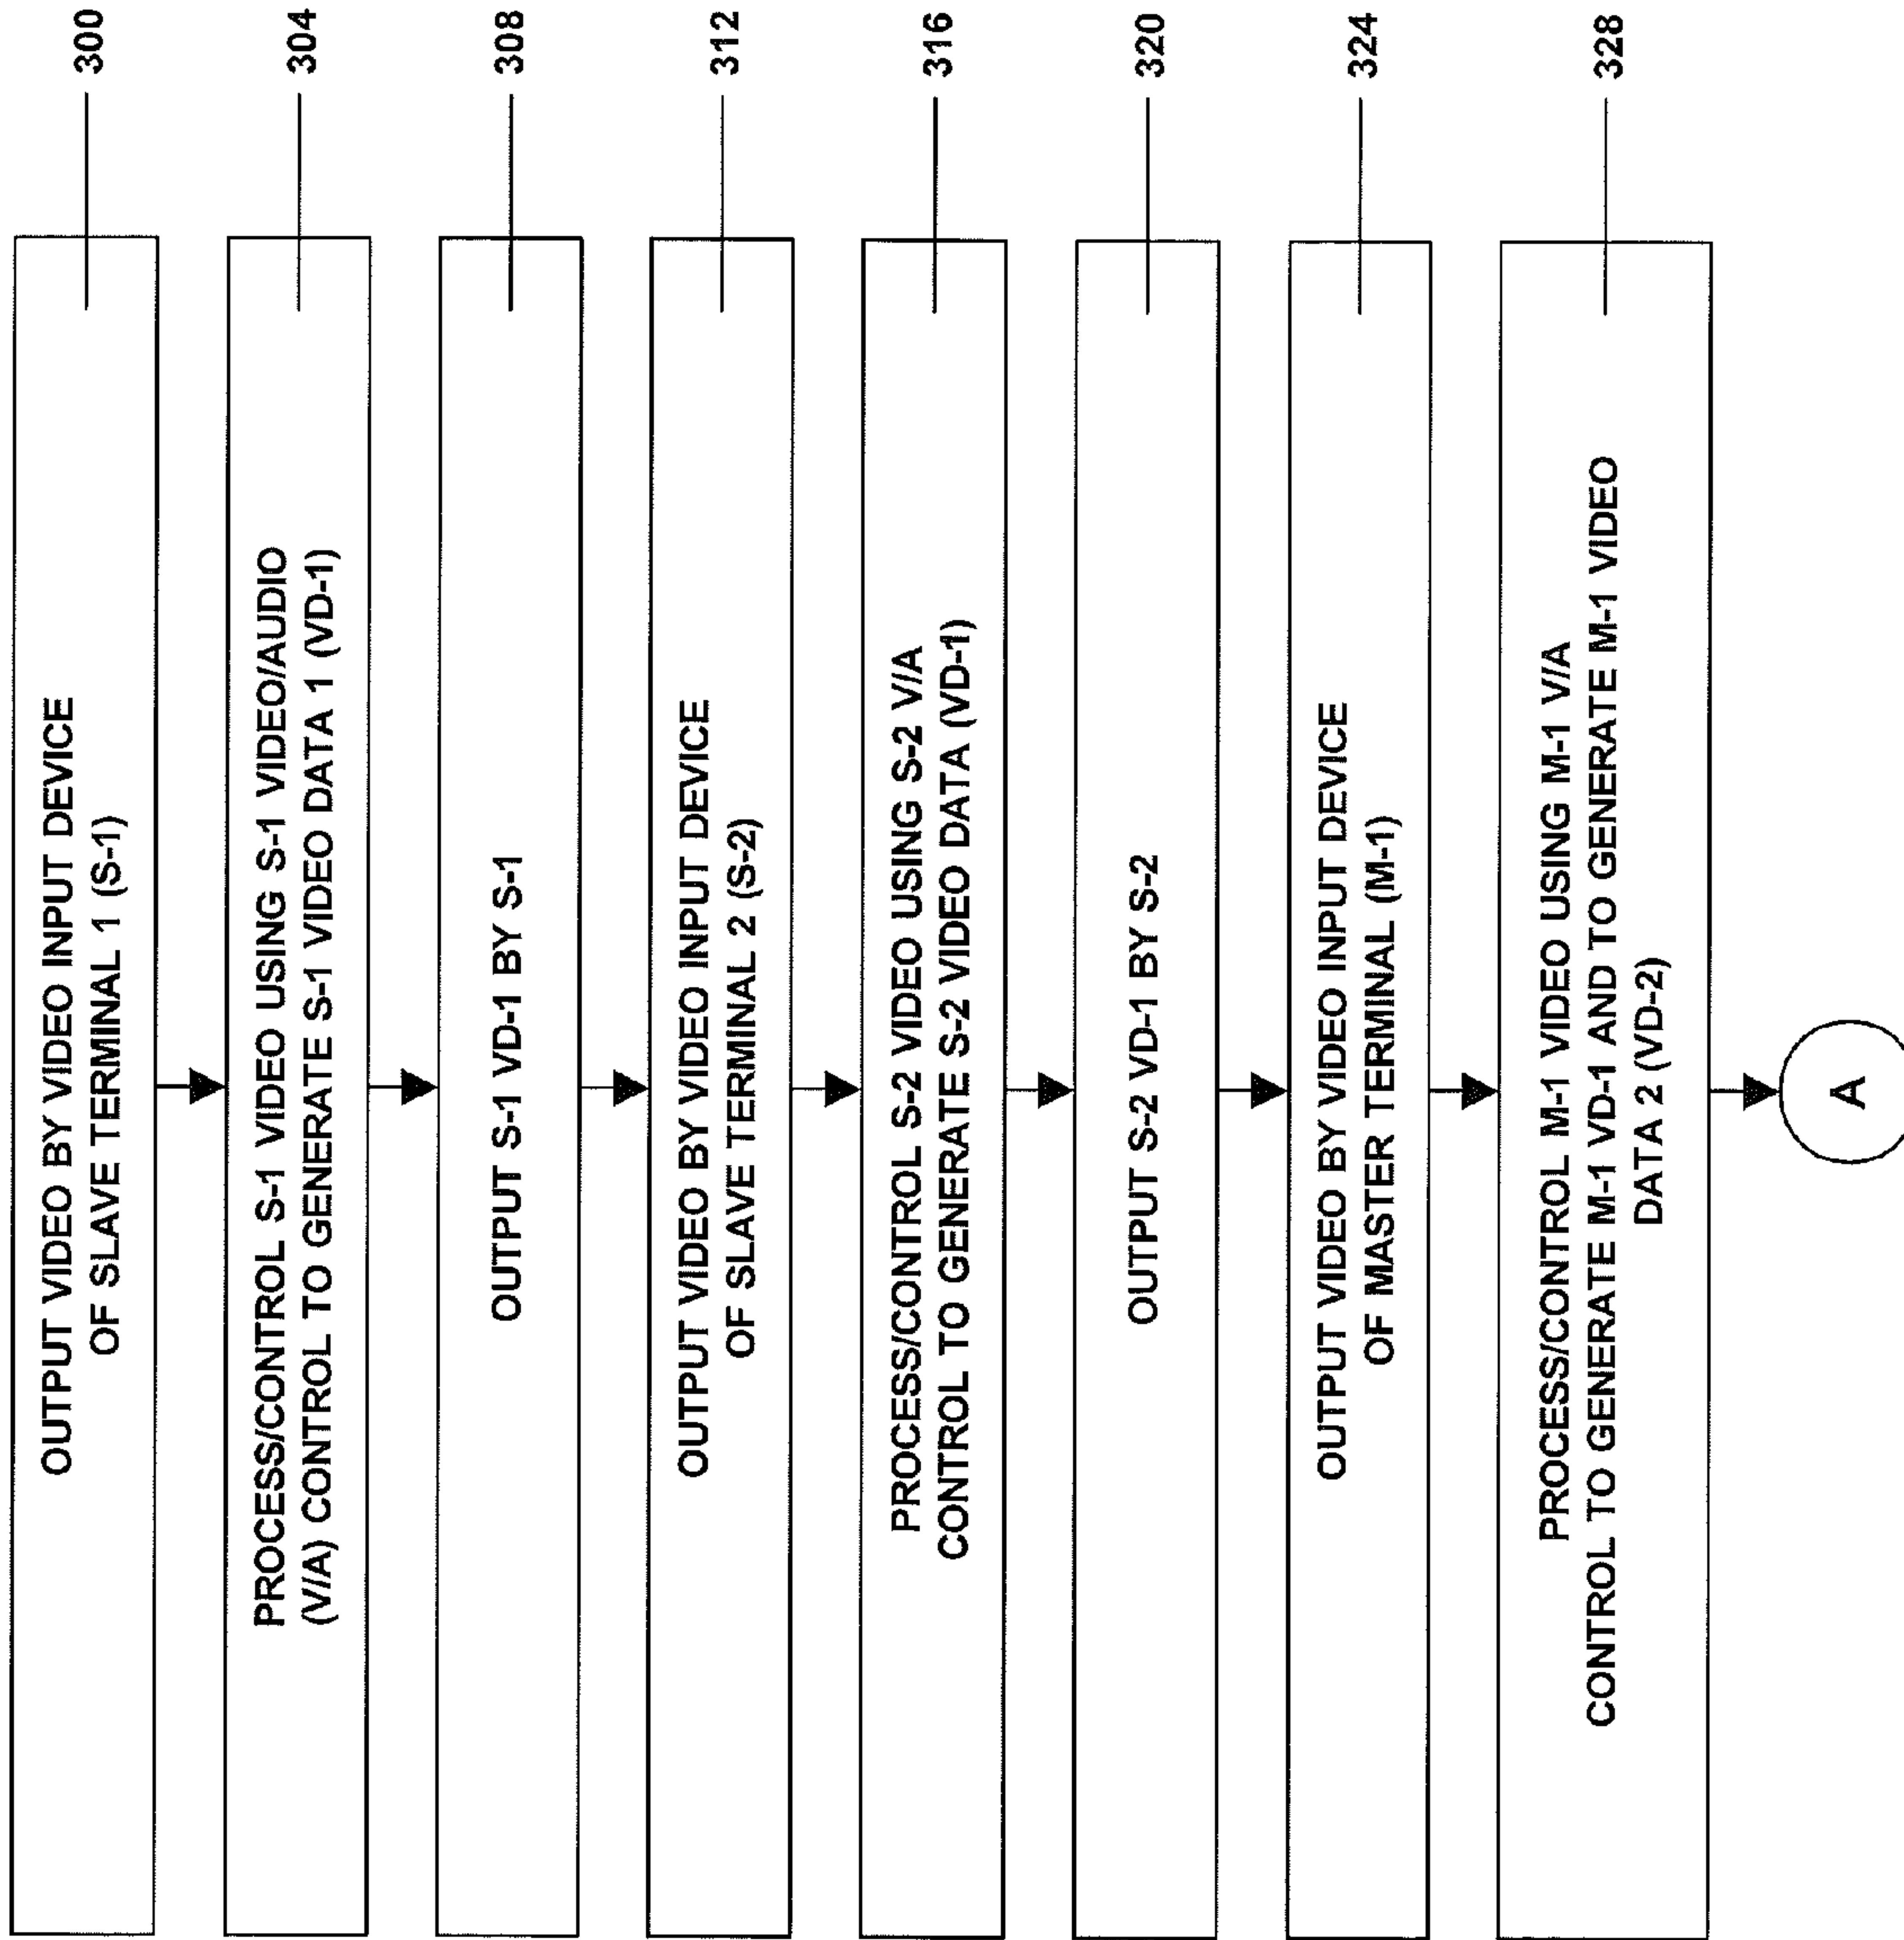 OUTPUT VIDEO BY VIDEO INPUT DEVICE
OF SLAVE TERMINAL 1 (S-1)
300
PROCESS/CONTROL S-1 VIDEO USING S-1 VIDEO/AUDIO
(V/A) CONTROL TO GENERATE S-1 VIDEO DATA 1 (VD-1)
304
OUTPUT S-1 VD-1 BY S-1
308
OUTPUT VIDEO BY VIDEO INPUT DEVICE
OF SLAVE TERMINAL 2 (S-2)
312
PROCESS/CONTROL S-2 VIDEO USING S-2 V/A
CONTROL TO GENERATE S-2 VIDEO DATA (VD-1)
316
OUTPUT S-2 VD-1 BY S-2
320
OUTPUT VIDEO BY VIDEO INPUT DEVICE
OF MASTER TERMINAL (M-1)
324
PROCESS/CONTROL M-1 VIDEO USING M-1 V/A
CONTROL TO GENERATE M-1 VD-1 AND TO GENERATE M-1 VIDEO
DATA 2 (VD-2)
328
A